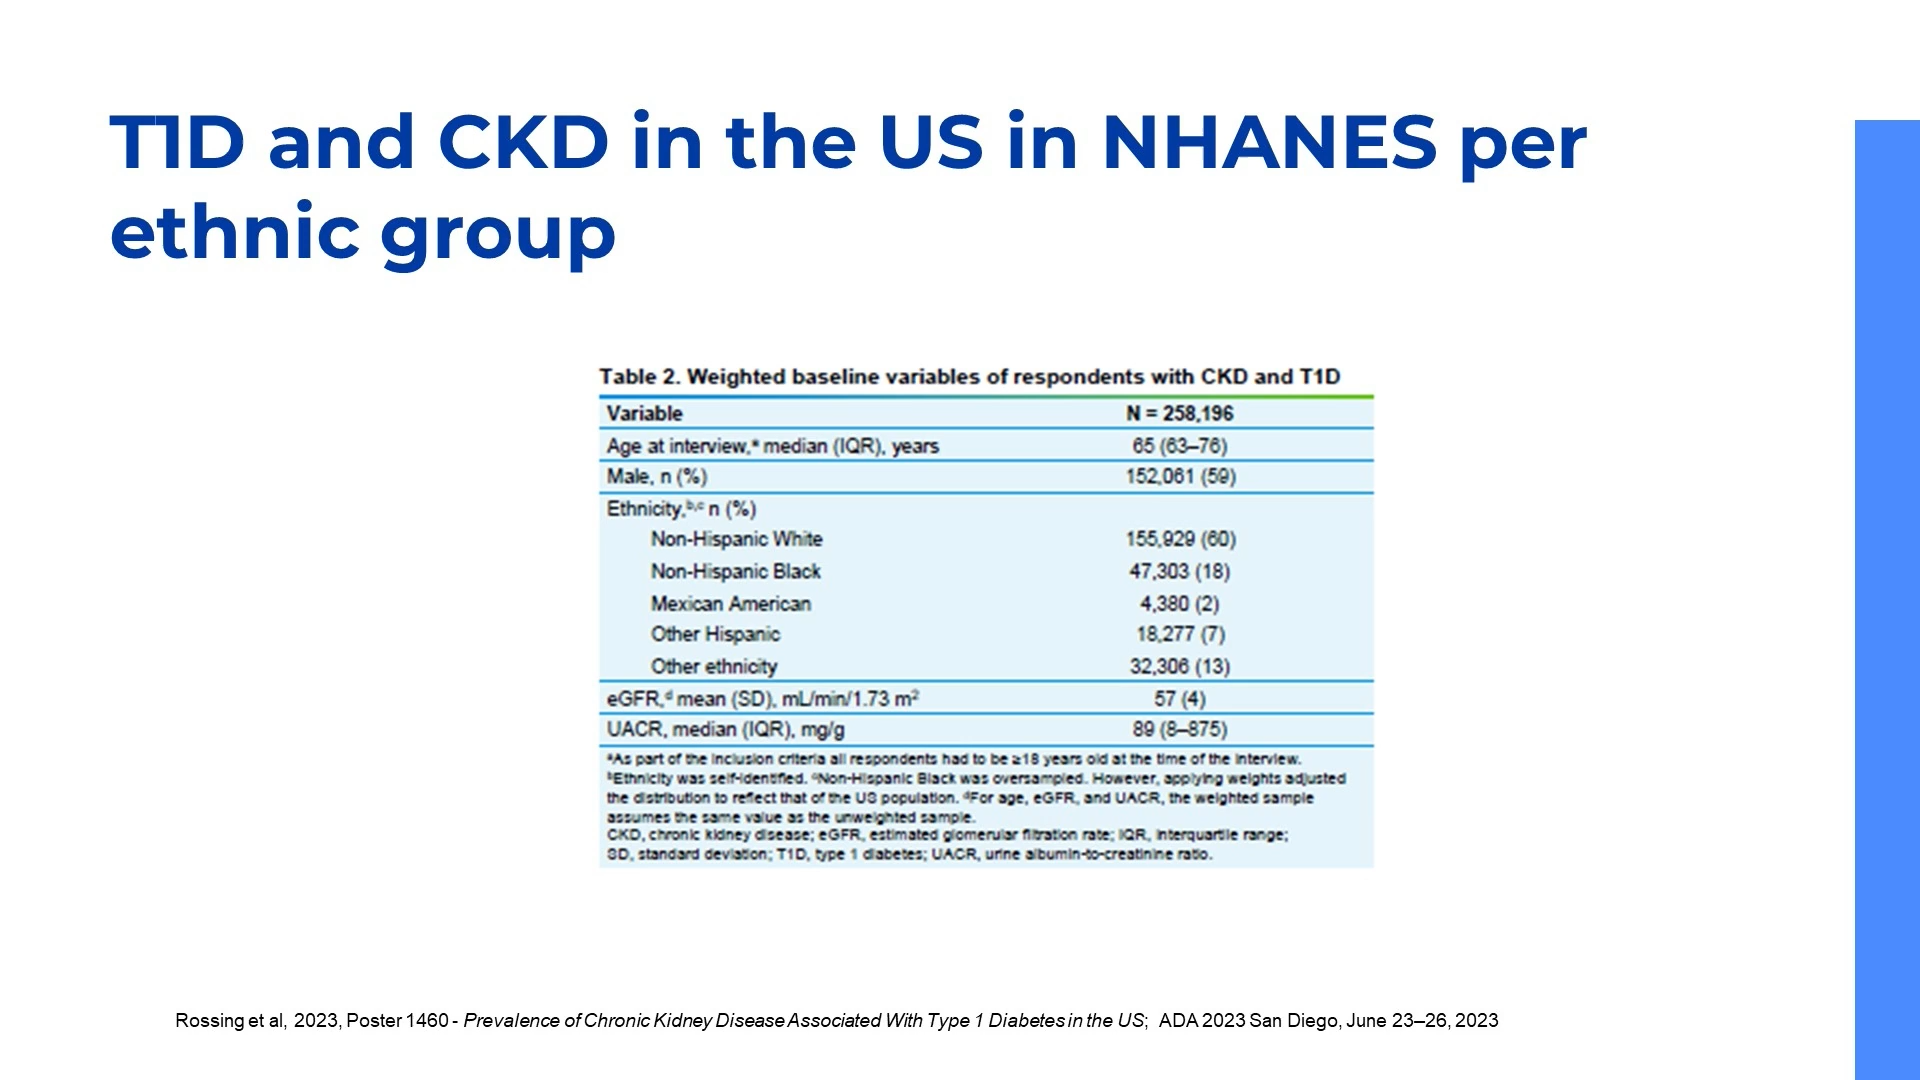 T1D and CKD in the US in NHANES per
ethnic group
Table 2. Weighted baseline variables of respondents with CKD and T1D
Variable N = 258,196
Age at interview,ᵃ median (IQR), years 65 (63–76)
Male, n (%) 152,061 (59)
Ethnicity,ᵇ,ᶜ n (%)
Non-Hispanic White 155,929 (60)
Non-Hispanic Black 47,303 (18)
Mexican American 4,380 (2)
Other Hispanic 18,277 (7)
Other ethnicity 32,306 (13)
eGFR,ᵈ mean (SD), mL/min/1.73 m² 57 (4)
UACR, median (IQR), mg/g 89 (8–875)
ᵃAs part of the inclusion criteria all respondents had to be ≥18 years old at the time of the interview.
ᵇEthnicity was self-identified. ᶜNon-Hispanic Black was oversampled. However, applying weights adjusted
the distribution to reflect that of the US population. ᵈFor age, eGFR, and UACR, the weighted sample
assumes the same value as the unweighted sample.
CKD, chronic kidney disease; eGFR, estimated glomerular filtration rate; IQR, interquartile range;
SD, standard deviation; T1D, type 1 diabetes; UACR, urine albumin-to-creatinine ratio.
Rossing et al, 2023, Poster 1460 - Prevalence of Chronic Kidney Disease Associated With Type 1 Diabetes in the US; ADA 2023 San Diego, June 23–26, 2023